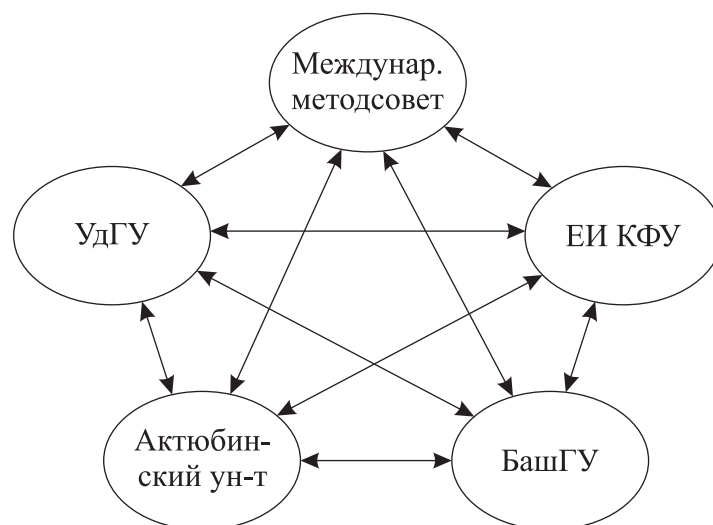 Междунар.
методсовет
УдГУ
ЕИ КФУ
Актюбин-
ский ун-т
БашГУ